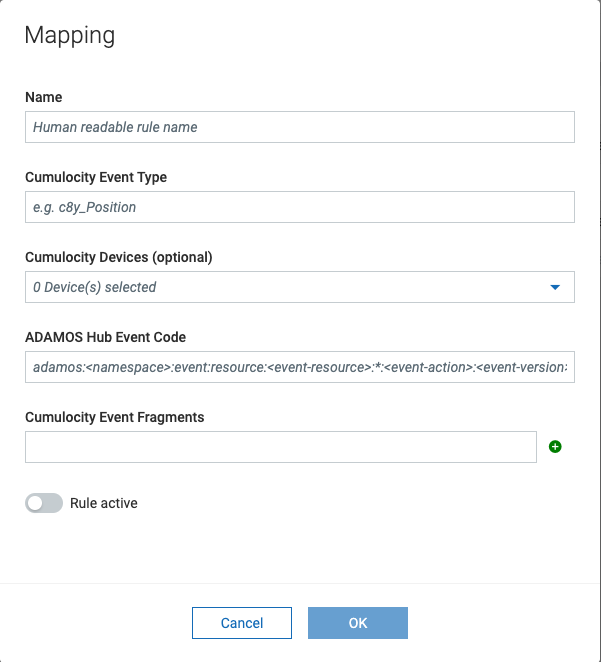 Mapping
Name
Human readable rule name
Cumulocity Event Type
e.g. c8y_Position
Cumulocity Devices (optional)
0 Device(s) selected
ADAMOS Hub Event Code
adamos:<namespace>:event:resource:<event-resource>:*:<event-action>:<event-version>
Cumulocity Event Fragments
Rule active
Cancel OK